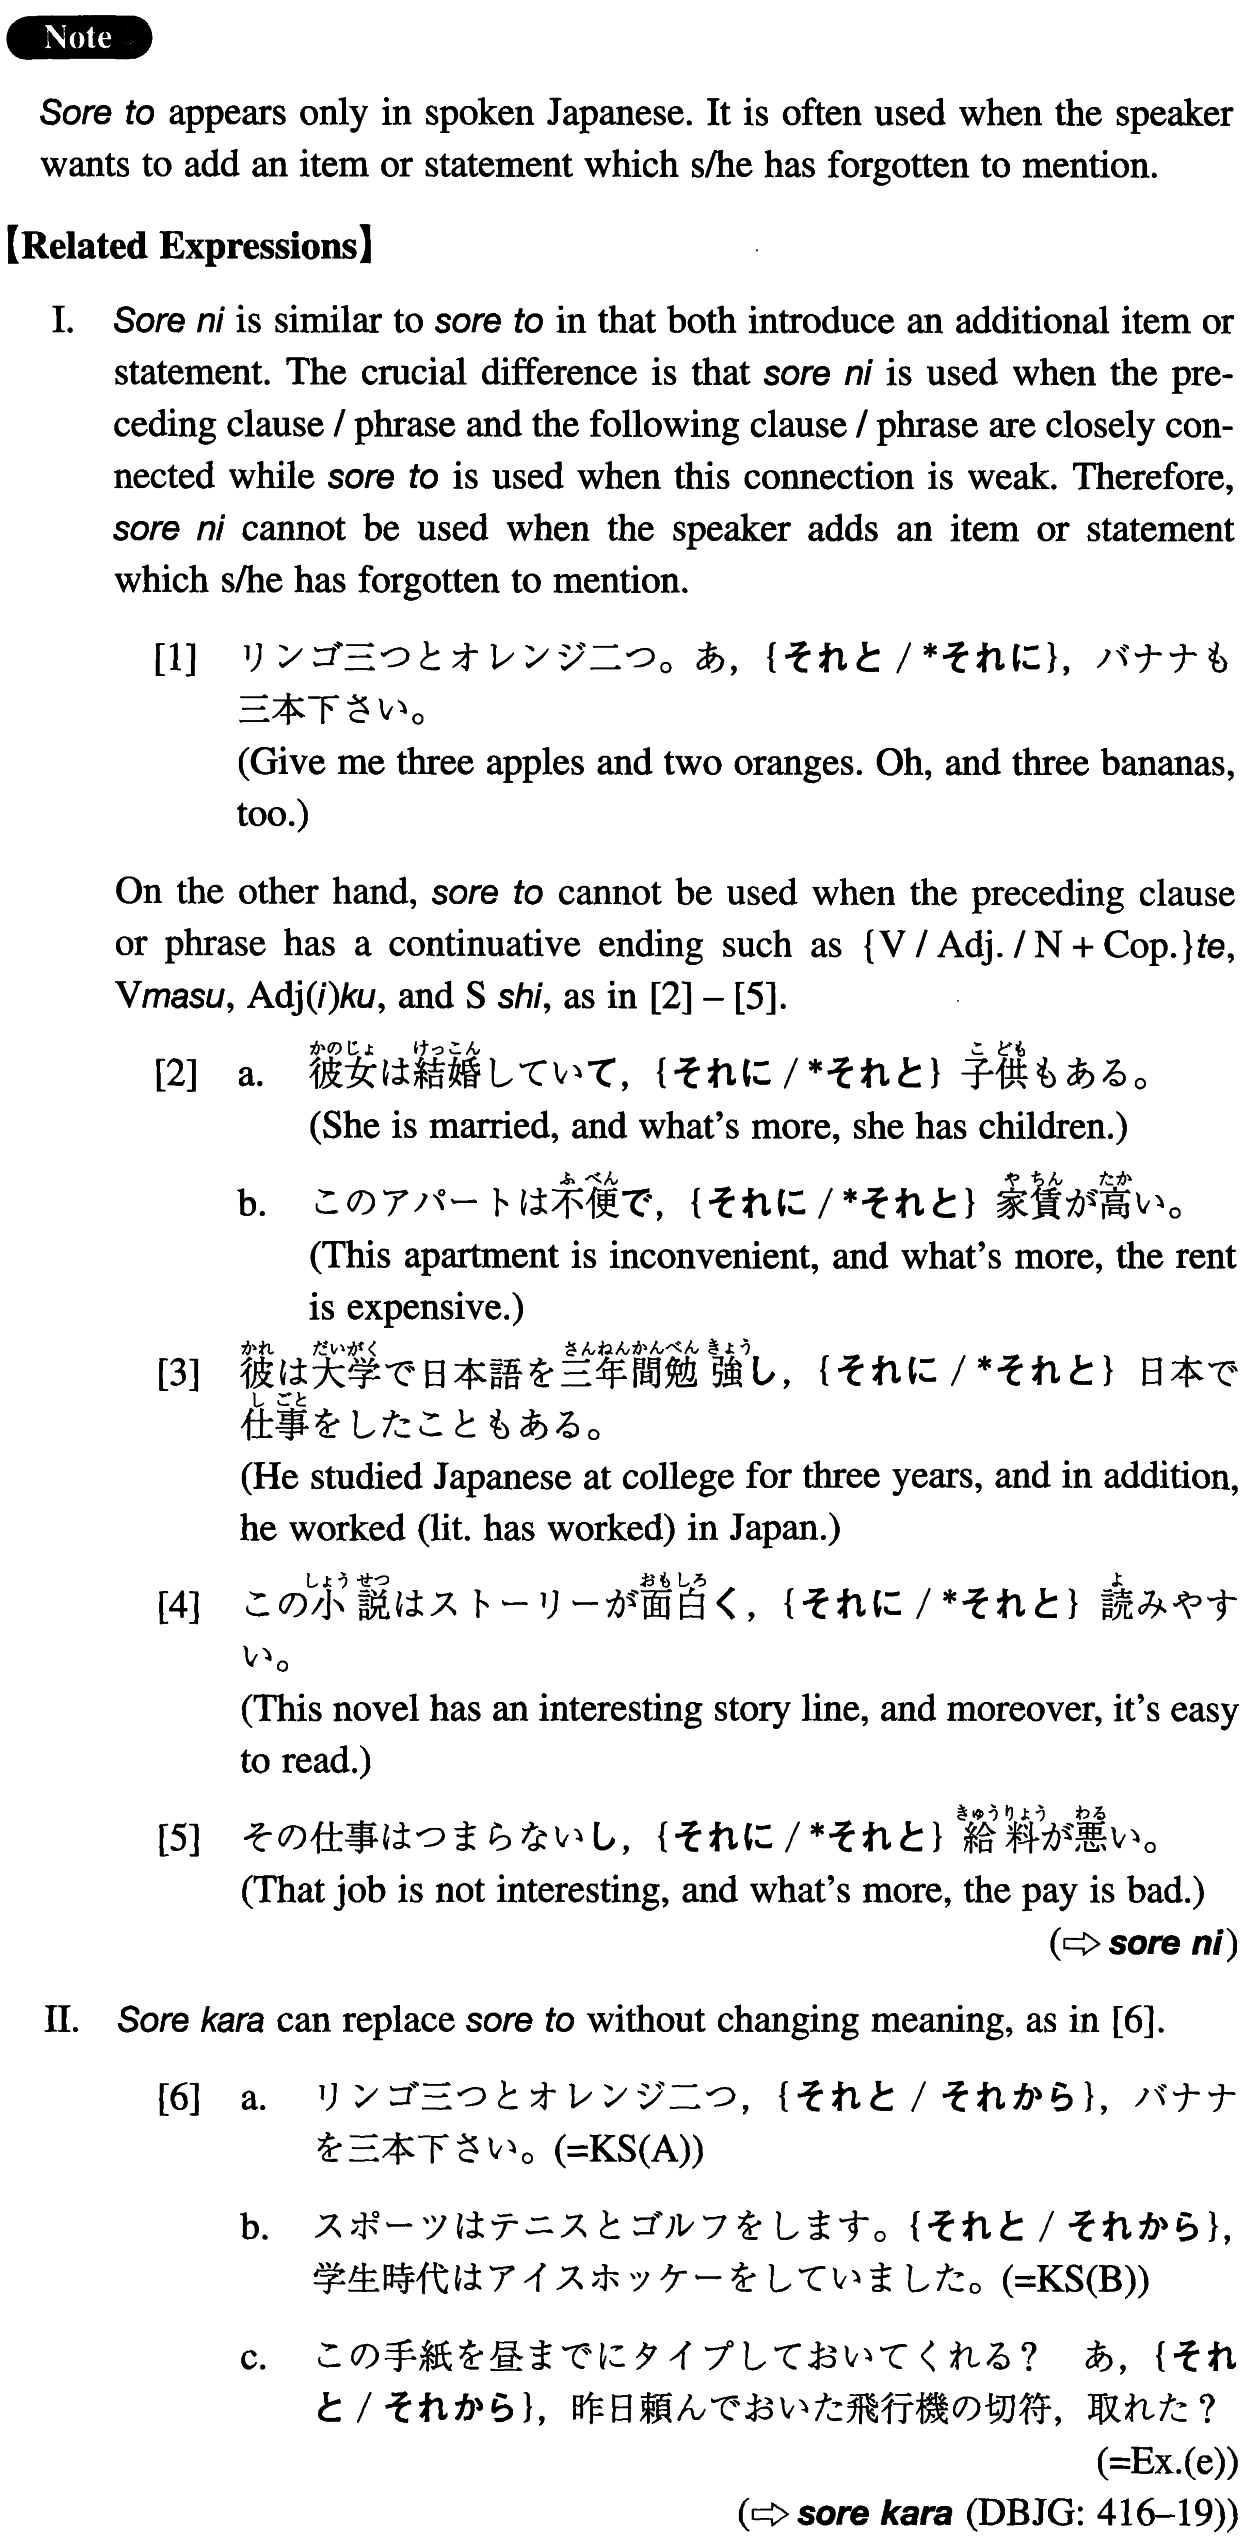 Note
Sore to appears only in spoken Japanese. It is often used when the speaker
wants to add an item or statement which s/he has forgotten to mention.
【Related Expressions】
I. Sore ni is similar to sore to in that both introduce an additional item or
statement. The crucial difference is that sore ni is used when the pre-
ceding clause / phrase and the following clause / phrase are closely con-
nected while sore to is used when this connection is weak. Therefore,
sore ni cannot be used when the speaker adds an item or statement
which s/he has forgotten to mention.
[1] リンゴ三つとオレンジ二つ。あ，{それと / *それに}，バナナも
三本下さい。
(Give me three apples and two oranges. Oh, and three bananas,
too.)
On the other hand, sore to cannot be used when the preceding clause
or phrase has a continuative ending such as {V / Adj. / N + Cop.}te,
Vmasu, Adj(i)ku, and S shi, as in [2] – [5].
かのじょ けっこん こ ども
[2] a. 彼女は結婚していて，{それに / *それと} 子供もある。
(She is married, and what's more, she has children.)
ふ べん や ちん たか
b. このアパートは不便で，{それに / *それと} 家賃が高い。
(This apartment is inconvenient, and what's more, the rent
is expensive.)
かれ だいがく さんねんかんべん きょう
[3] 彼は大学で日本語を三年間勉強し，{それに / *それと} 日本で
し ごと
仕事をしたこともある。
(He studied Japanese at college for three years, and in addition,
he worked (lit. has worked) in Japan.)
しょう せつ おもしろ よ
[4] この小説はストーリーが面白く，{それに / *それと} 読みやす
い。
(This novel has an interesting story line, and moreover, it's easy
to read.)
きゅうりょう わる
[5] その仕事はつまらないし，{それに / *それと} 給料が悪い。
(That job is not interesting, and what's more, the pay is bad.)
(⇨ sore ni)
II. Sore kara can replace sore to without changing meaning, as in [6].
[6] a. リンゴ三つとオレンジ二つ，{それと / それから}，バナナ
を三本下さい。(=KS(A))
b. スポーツはテニスとゴルフをします。{それと / それから}，
学生時代はアイスホッケーをしていました。(=KS(B))
c. この手紙を昼までにタイプしておいてくれる？ あ，{それ
と / それから}，昨日頼んでおいた飛行機の切符，取れた？
(=Ex.(e))
(⇨ sore kara (DBJG: 416–19))